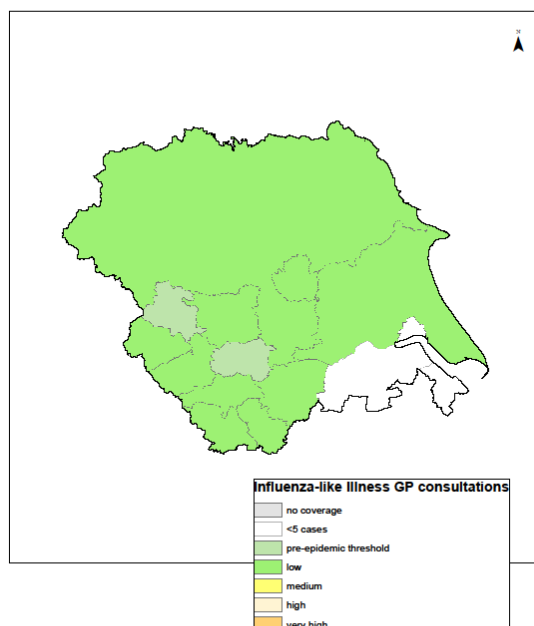 N
Influenza-like Illness GP consultations
no coverage
<5 cases
pre-epidemic threshold
low
medium
high
very high